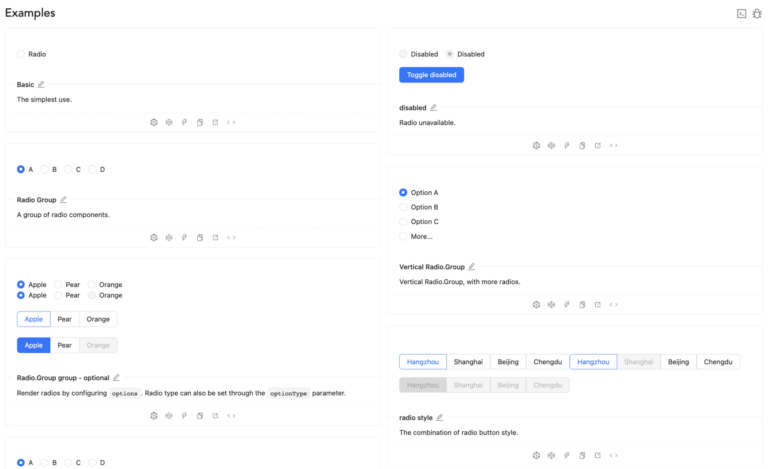 Examples
Radio
Basic
The simplest use.
A B C D
Radio Group
A group of radio components.
Apple Pear Orange
Apple Pear Orange
Apple Pear Orange
Apple Pear Orange
Radio.Group group - optional
Render radios by configuring options . Radio type can also be set through the optionType parameter.
A B C D
Disabled Disabled
Toggle disabled
disabled
Radio unavailable.
Option A
Option B
Option C
More...
Vertical Radio.Group
Vertical Radio.Group, with more radios.
Hangzhou Shanghai Beijing Chengdu Hangzhou Shanghai Beijing Chengdu
Hangzhou Shanghai Beijing Chengdu
radio style
The combination of radio button style.